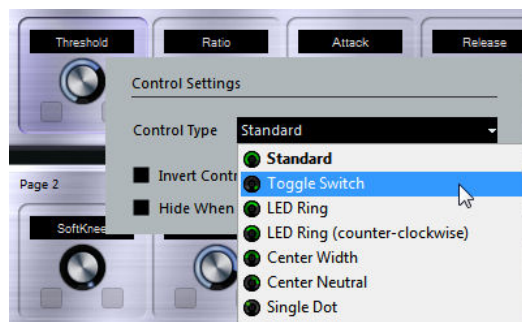 Threshold Ratio Attack Release
Control Settings
Control Type Standard
Standard
Invert Contr
Toggle Switch
Page 2
LED Ring
Hide When
SoftKnee
LED Ring (counter-clockwise)
Center Width
Center Neutral
Single Dot